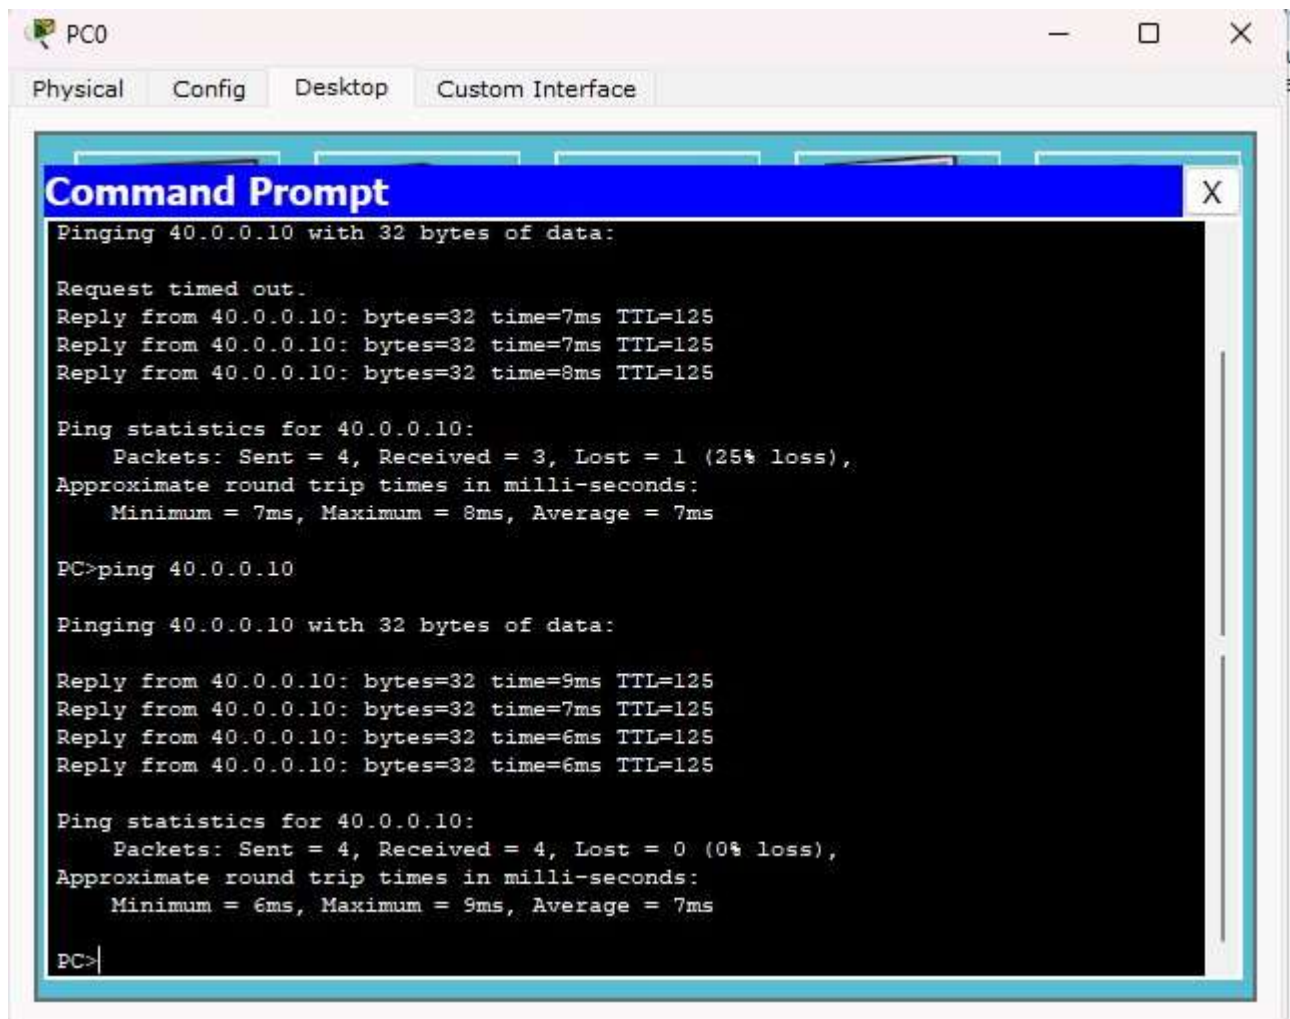 PC0
Physical Config Desktop Custom Interface
Command Prompt X
Pinging 40.0.0.10 with 32 bytes of data:
Request timed out.
Reply from 40.0.0.10: bytes=32 time=7ms TTL=125
Reply from 40.0.0.10: bytes=32 time=7ms TTL=125
Reply from 40.0.0.10: bytes=32 time=8ms TTL=125
Ping statistics for 40.0.0.10:
Packets: Sent = 4, Received = 3, Lost = 1 (25% loss),
Approximate round trip times in milli-seconds:
Minimum = 7ms, Maximum = 8ms, Average = 7ms
PC>ping 40.0.0.10
Pinging 40.0.0.10 with 32 bytes of data:
Reply from 40.0.0.10: bytes=32 time=9ms TTL=125
Reply from 40.0.0.10: bytes=32 time=7ms TTL=125
Reply from 40.0.0.10: bytes=32 time=6ms TTL=125
Reply from 40.0.0.10: bytes=32 time=6ms TTL=125
Ping statistics for 40.0.0.10:
Packets: Sent = 4, Received = 4, Lost = 0 (0% loss),
Approximate round trip times in milli-seconds:
Minimum = 6ms, Maximum = 9ms, Average = 7ms
PC>